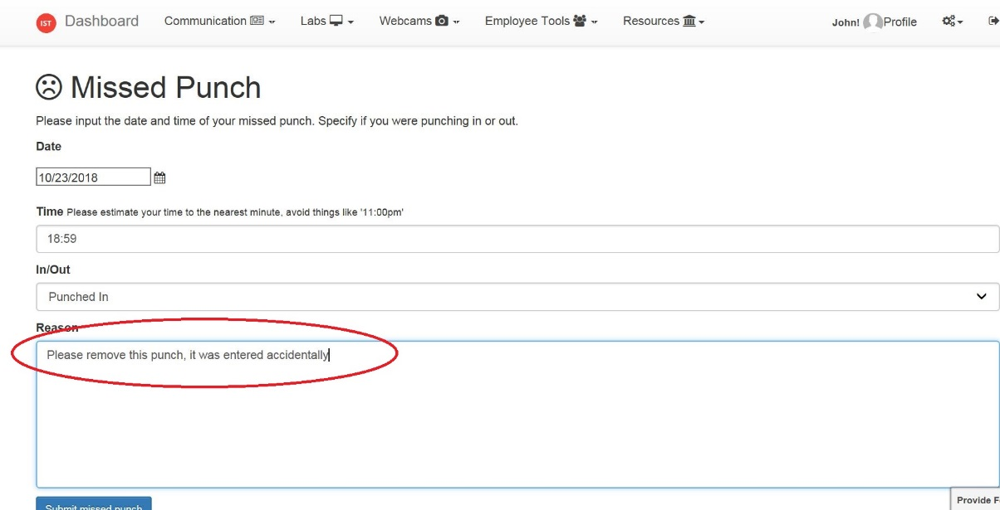 IST Dashboard Communication Labs Webcams Employee Tools Resources John! Profile
Missed Punch
Please input the date and time of your missed punch. Specify if you were punching in or out.
Date
10/23/2018
Time Please estimate your time to the nearest minute, avoid things like '11:00pm'
18:59
In/Out
Punched In
Reason
Please remove this punch, it was entered accidentally
Submit missed punch
Provide F